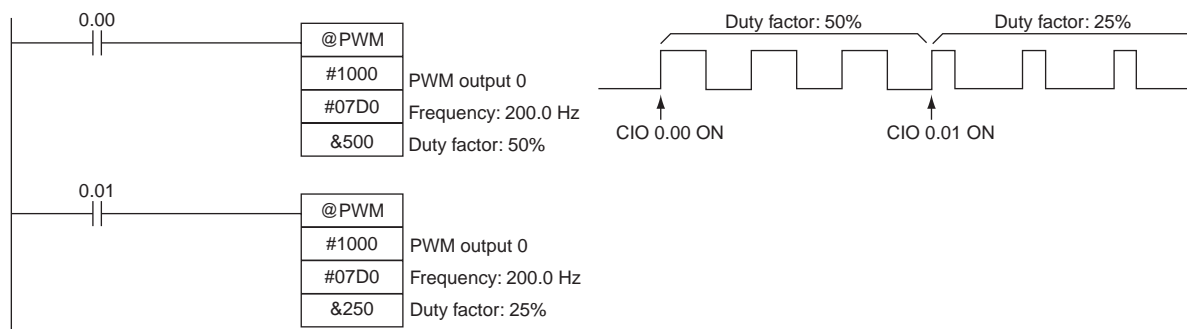 0.00
@PWM
#1000 PWM output 0
#07D0 Frequency: 200.0 Hz
&500 Duty factor: 50%
0.01
@PWM
#1000 PWM output 0
#07D0 Frequency: 200.0 Hz
&250 Duty factor: 25%
Duty factor: 50% Duty factor: 25%
CIO 0.00 ON CIO 0.01 ON